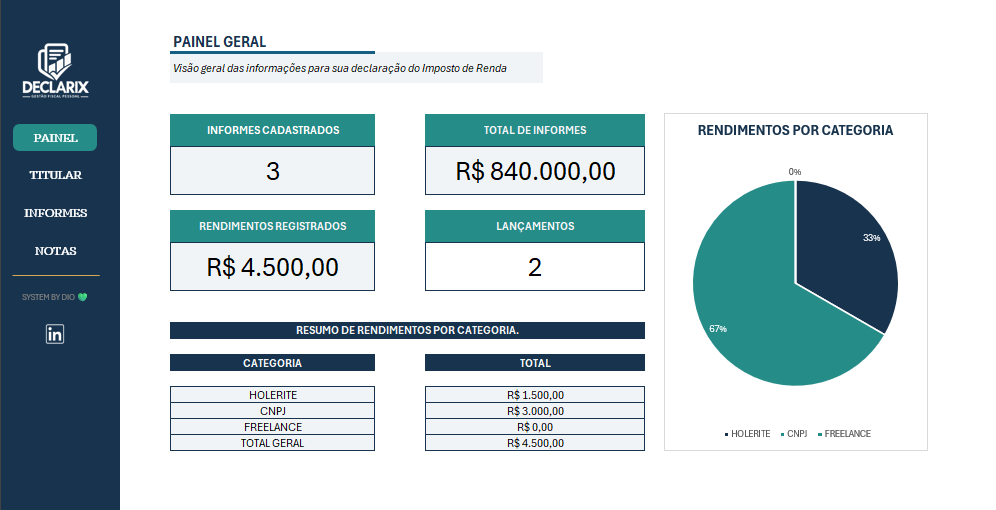 DECLARIX
GESTÃO FISCAL PESSOAL
PAINEL
TITULAR
INFORMES
NOTAS
SYSTEM BY DIO 💚
in
PAINEL GERAL
Visão geral das informações para sua declaração do Imposto de Renda
INFORMES CADASTRADOS
3
TOTAL DE INFORMES
R$ 840.000,00
RENDIMENTOS REGISTRADOS
R$ 4.500,00
LANÇAMENTOS
2
RESUMO DE RENDIMENTOS POR CATEGORIA.
CATEGORIA TOTAL
HOLERITE R$ 1.500,00
CNPJ R$ 3.000,00
FREELANCE R$ 0,00
TOTAL GERAL R$ 4.500,00
RENDIMENTOS POR CATEGORIA
0%
33%
67%
HOLERITE CNPJ FREELANCE